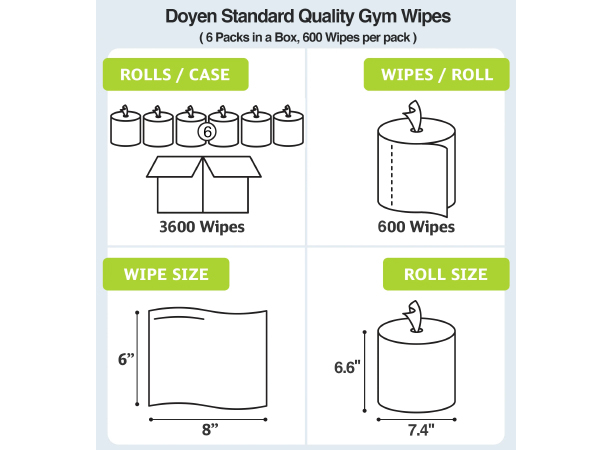 Doyen Standard Quality Gym Wipes
( 6 Packs in a Box, 600 Wipes per pack )
ROLLS / CASE
WIPES / ROLL
6
3600 Wipes
600 Wipes
WIPE SIZE
ROLL SIZE
6”
6.6"
8”
7.4"